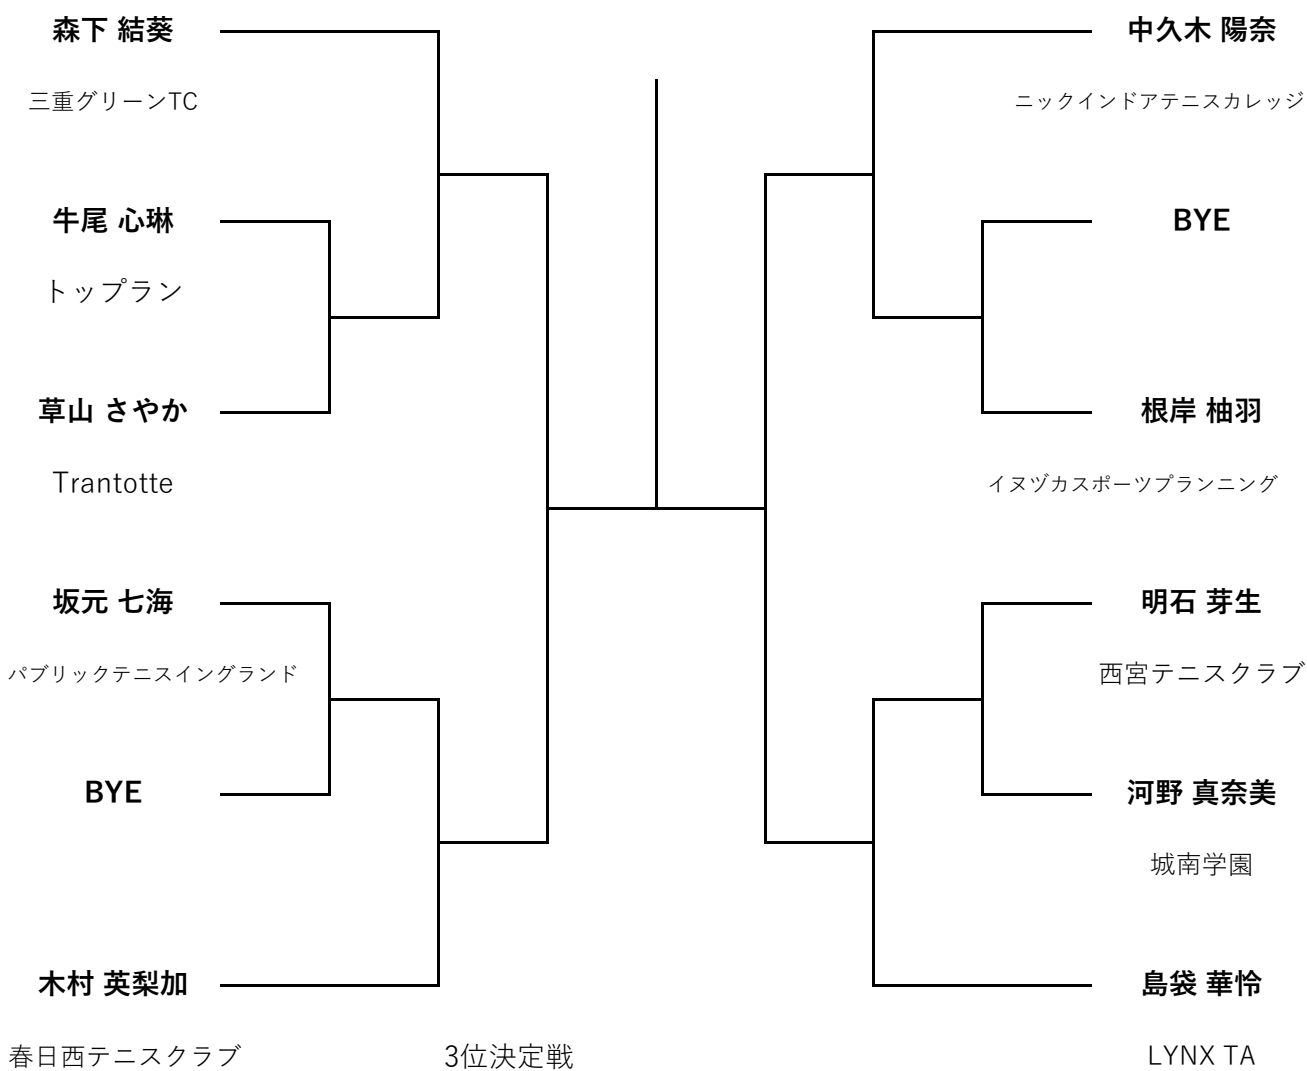 森下 結葵
三重グリーンTC
牛尾 心琳
トップラン
草山 さやか
Trantotte
坂元 七海
パブリックテニスイングランド
BYE
木村 英梨加
春日西テニスクラブ
3位決定戦
中久木 陽奈
ニックインドアテニスカレッジ
BYE
根岸 柚羽
イヌヅカスポーツプランニング
明石 芽生
西宮テニスクラブ
河野 真奈美
城南学園
島袋 華怜
LYNX TA